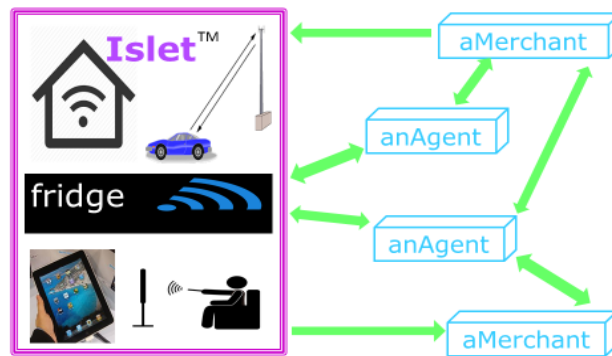 Islet™
aMerchant
anAgent
fridge
anAgent
aMerchant